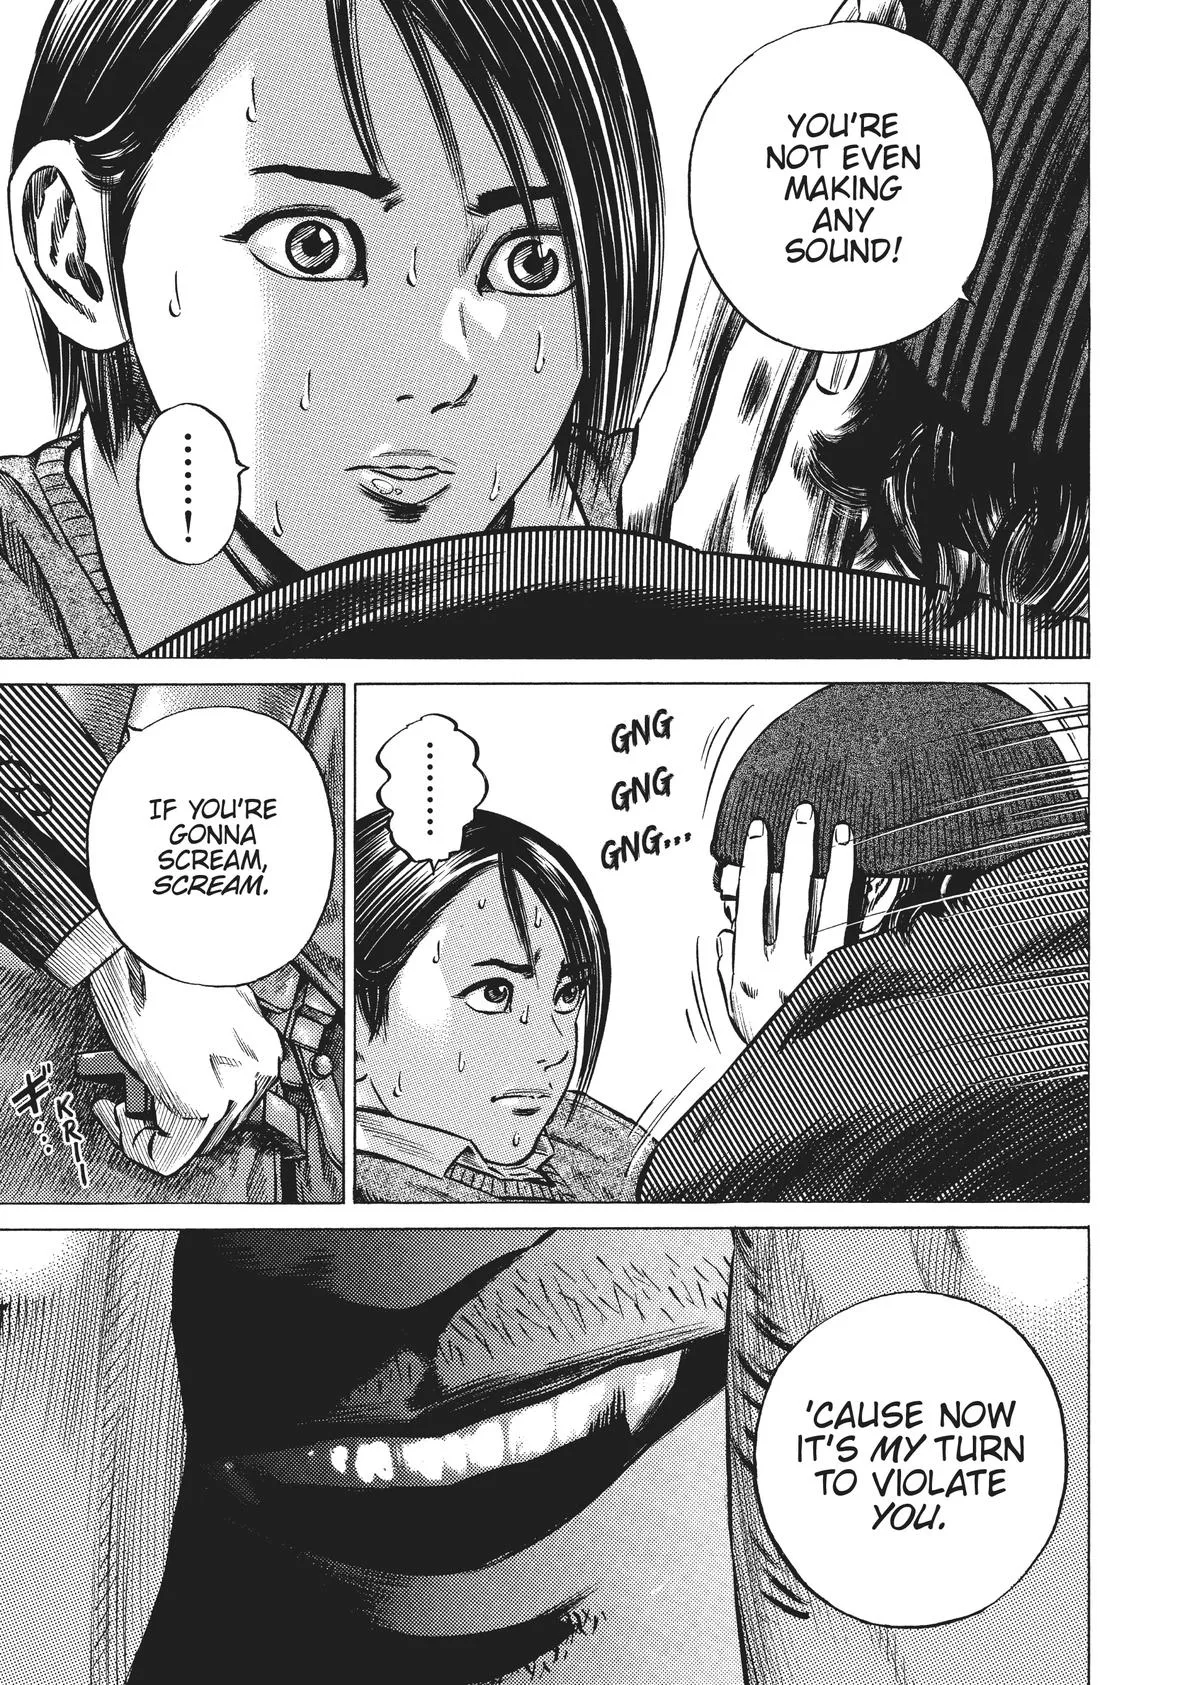 YOU'RE
NOT EVEN
MAKING
ANY
SOUND!
......!
GNG
GNG
GNG...
.......
IF YOU'RE
GONNA
SCREAM,
SCREAM.
ギ...
KRII
'CAUSE NOW
IT'S MY TURN
TO VIOLATE
YOU.